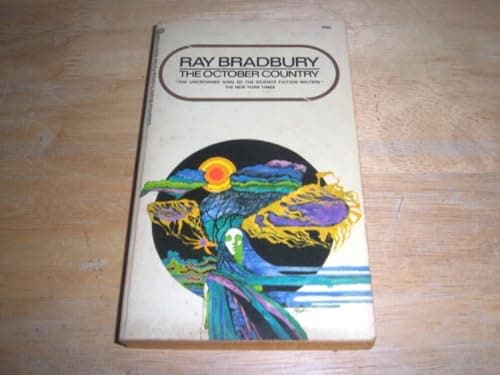 RAY BRADBURY
THE OCTOBER COUNTRY
"THE UNCROWNED KING OF THE SCIENCE FICTION WRITERS"
THE NEW YORK TIMES